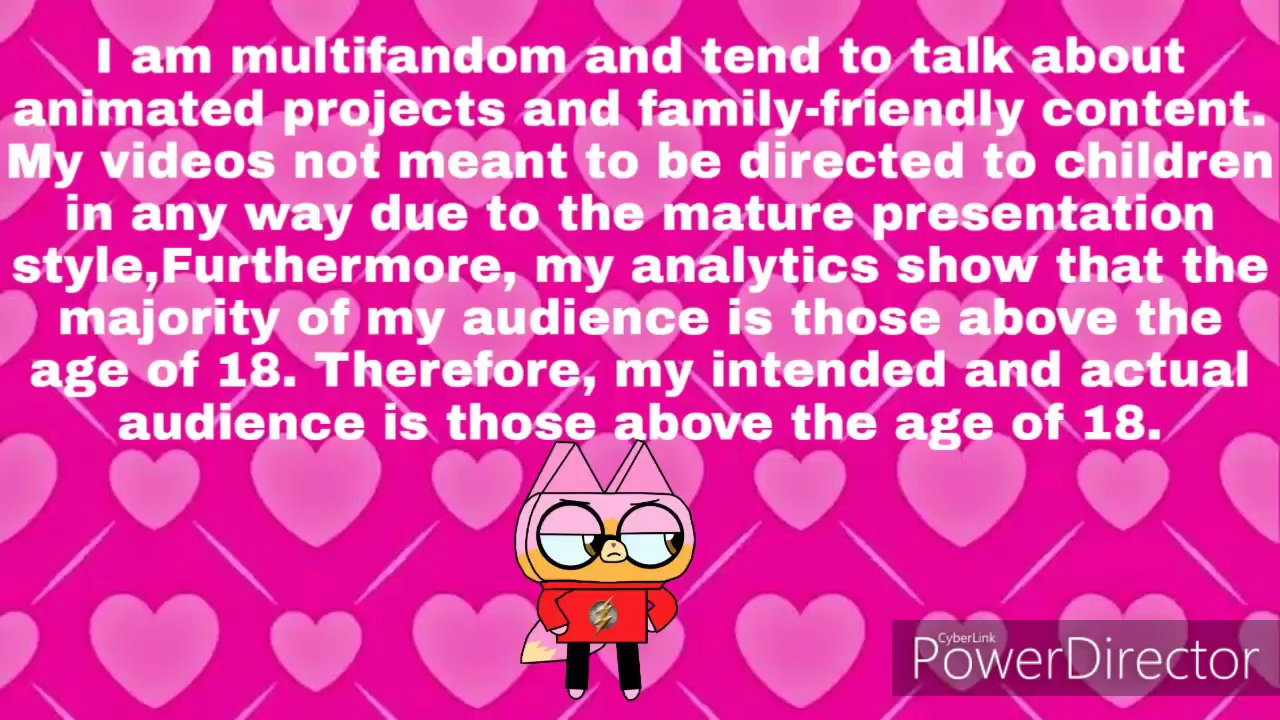 I am multifandom and tend to talk about
animated projects and family-friendly content.
My videos not meant to be directed to children
in any way due to the mature presentation
style,Furthermore, my analytics show that the
majority of my audience is those above the
age of 18. Therefore, my intended and actual
audience is those above the age of 18.
CyberLink
PowerDirector